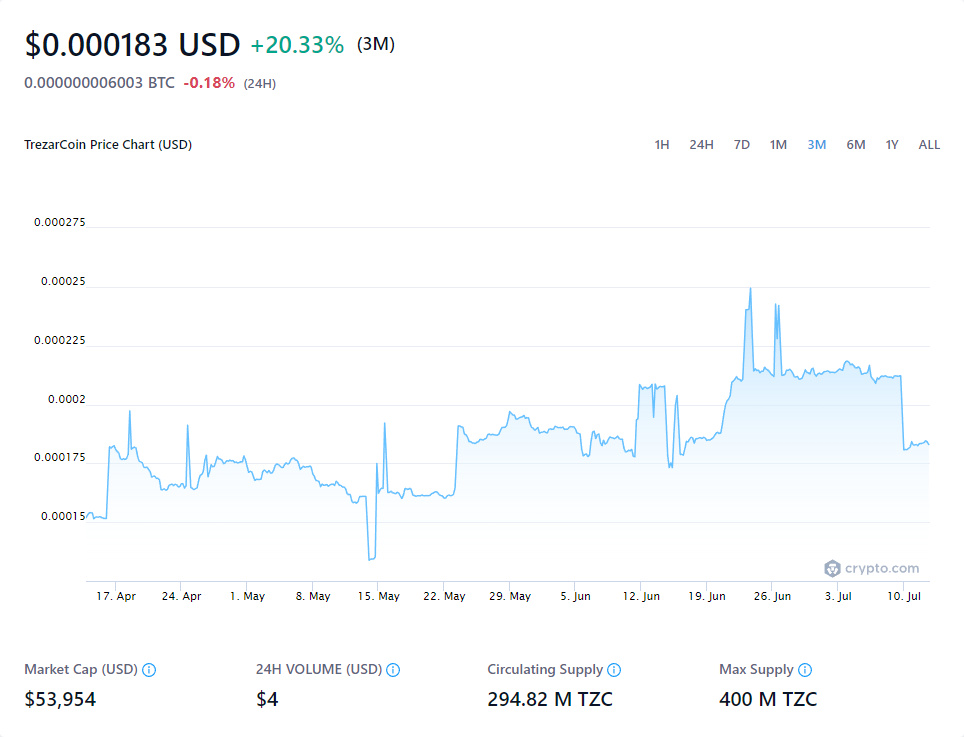 $0.000183 USD +20.33% (3M)
0.000000006003 BTC -0.18% (24H)
TrezarCoin Price Chart (USD) 1H 24H 7D 1M 3M 6M 1Y ALL
0.000275
0.00025
0.000225
0.0002
0.000175
0.00015
crypto.com
17. Apr 24. Apr 1. May 8. May 15. May 22. May 29. May 5. Jun 12. Jun 19. Jun 26. Jun 3. Jul 10. Jul
Market Cap (USD) 24H VOLUME (USD) Circulating Supply Max Supply
$53,954 $4 294.82 M TZC 400 M TZC